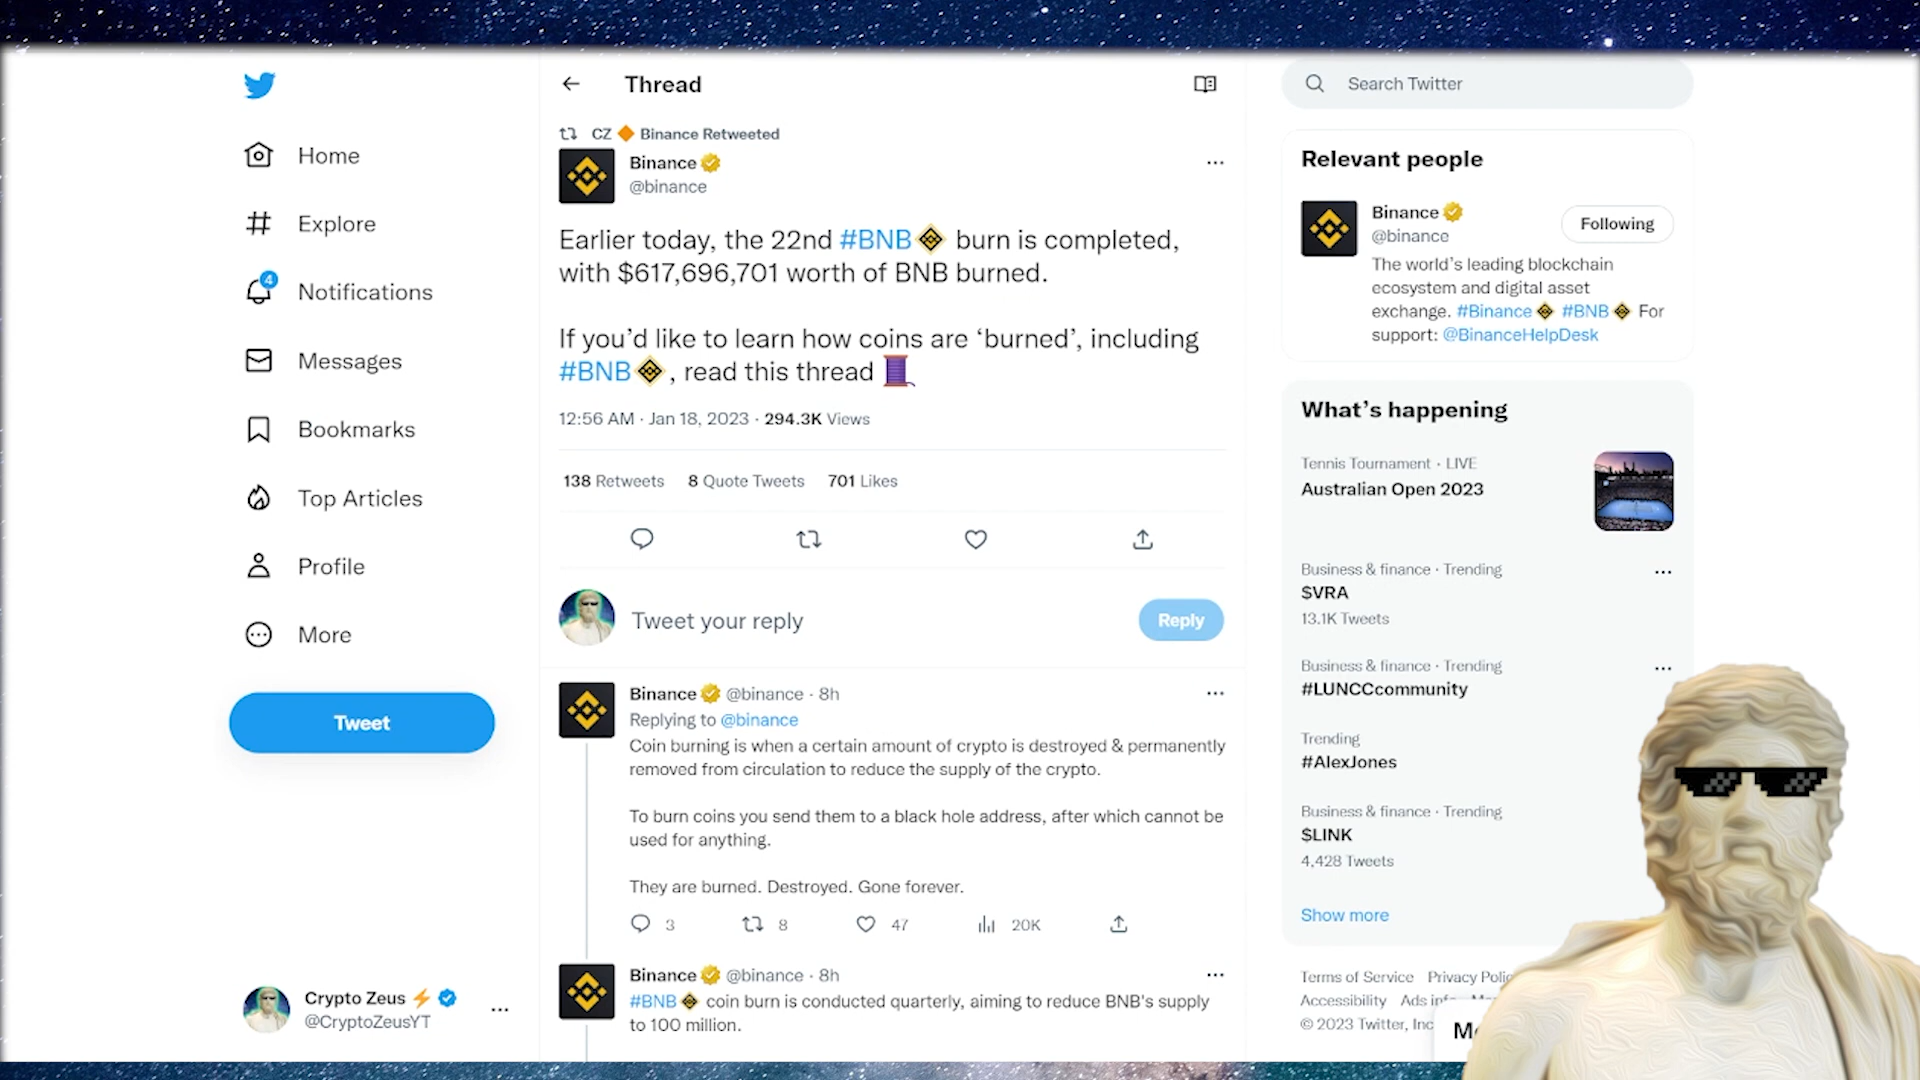 Home
Explore
4
Notifications
Messages
Bookmarks
Top Articles
Profile
More
Tweet
Crypto Zeus
@CryptoZeusYT
Thread
CZ Binance Retweeted
Binance
@binance
Earlier today, the 22nd #BNB burn is completed,
with $617,696,701 worth of BNB burned.
If you’d like to learn how coins are ‘burned’, including
#BNB , read this thread
12:56 AM · Jan 18, 2023 · 294.3K Views
138 Retweets 8 Quote Tweets 701 Likes
Tweet your reply
Reply
Binance @binance · 8h
Replying to @binance
Coin burning is when a certain amount of crypto is destroyed & permanently
removed from circulation to reduce the supply of the crypto.
To burn coins you send them to a black hole address, after which cannot be
used for anything.
They are burned. Destroyed. Gone forever.
3 8 47 20K
Binance @binance · 8h
#BNB coin burn is conducted quarterly, aiming to reduce BNB's supply
to 100 million.
Search Twitter
Relevant people
Binance
@binance
Following
The world’s leading blockchain
ecosystem and digital asset
exchange. #Binance #BNB For
support: @BinanceHelpDesk
What’s happening
Tennis Tournament · LIVE
Australian Open 2023
Business & finance · Trending
$VRA
13.1K Tweets
Business & finance · Trending
#LUNCCcommunity
Trending
#AlexJones
Business & finance · Trending
$LINK
4,428 Tweets
Show more
Terms of Service Privacy
Accessibility Ads
© 2023 Twitter, Inc